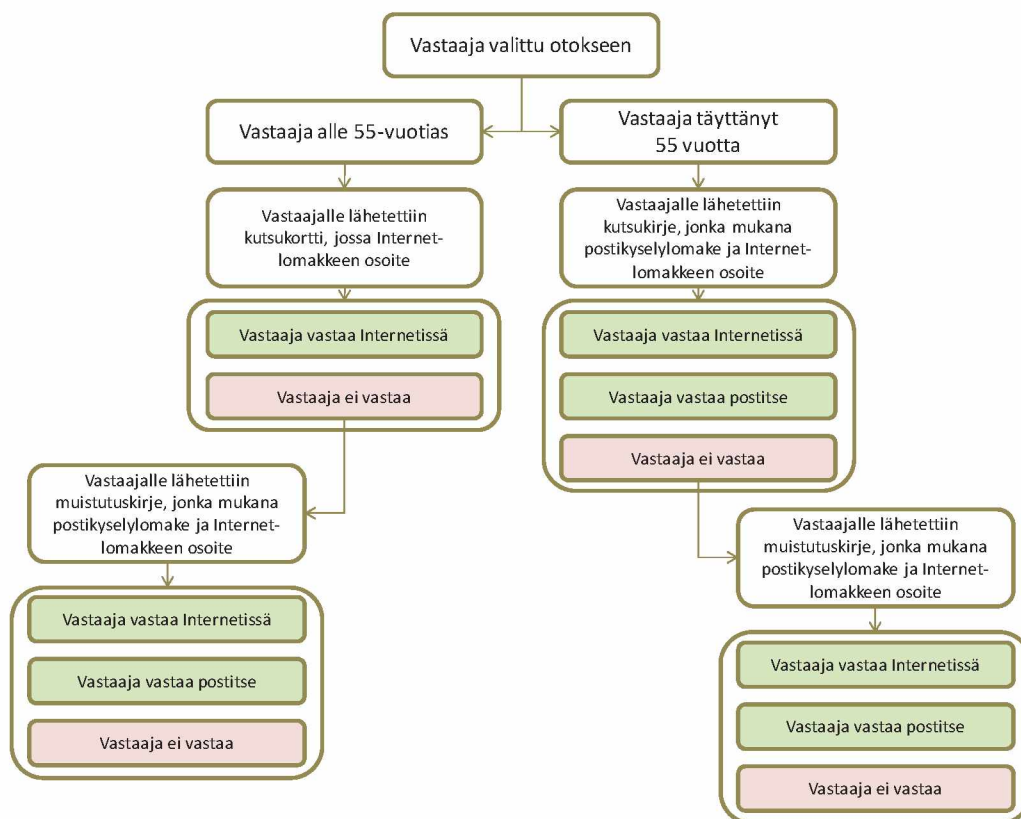 Vastaaja valittu otokseen
Vastaaja alle 55-vuotias
Vastaaja täyttänyt
55 vuotta
Vastaajalle lähetettiin
kutsukortti, jossa Internet-
lomakkeen osoite
Vastaajalle lähetettiin
kutsukirje, jonka mukana
postikyselylomake ja Internet-
lomakkeen osoite
Vastaaja vastaa Internetissä
Vastaaja ei vastaa
Vastaaja vastaa Internetissä
Vastaaja vastaa postitse
Vastaaja ei vastaa
Vastaajalle lähetettiin
muistutuskirje, jonka mukana
postikyselylomake ja Internet-
lomakkeen osoite
Vastaaja vastaa Internetissä
Vastaaja vastaa postitse
Vastaaja ei vastaa
Vastaajalle lähetettiin
muistutuskirje, jonka mukana
postikyselylomake ja Internet-
lomakkeen osoite
Vastaaja vastaa Internetissä
Vastaaja vastaa postitse
Vastaaja ei vastaa